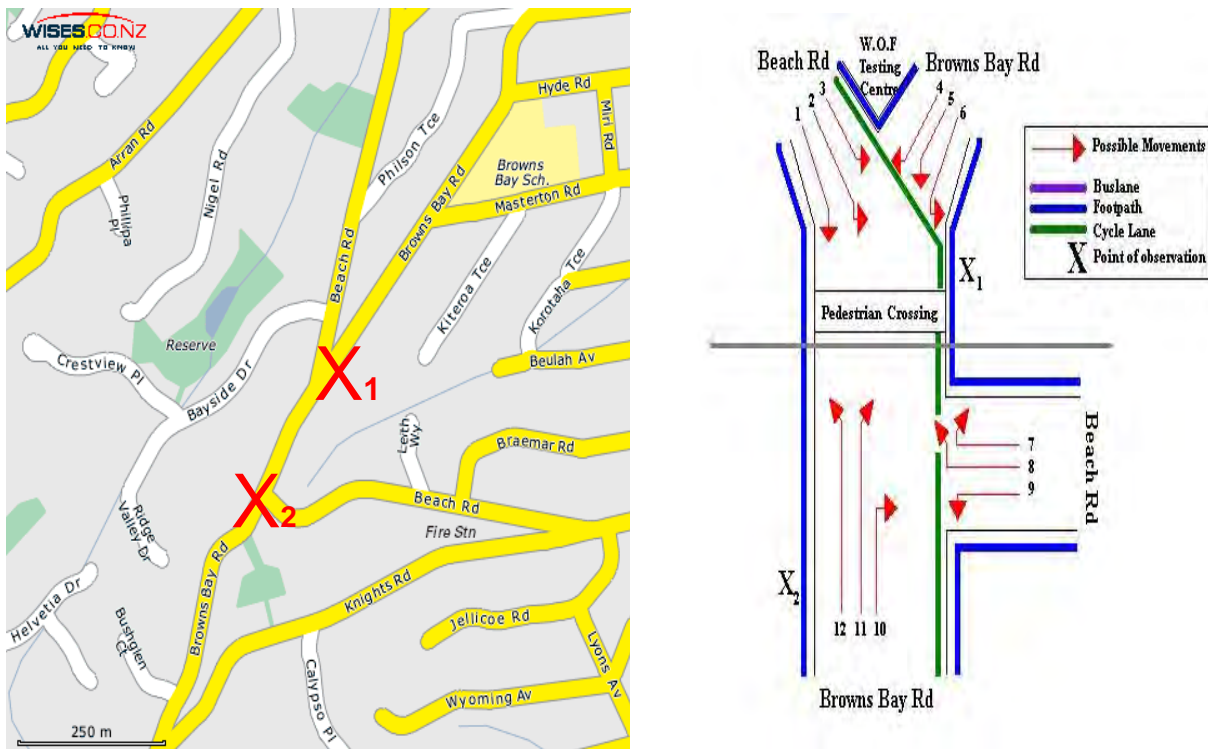 WISES.CO.NZ
ALL YOU NEED TO KNOW
Arran Rd
Phillipa
Pl
Nigel Rd
Philson Tce
Hyde Rd
Miri Rd
Browns
Bay Sch.
Masterton Rd
Browns Bay Rd
Beach Rd
Kiteroa Tce
Korotaha Tce
Reserve
Crestview Pl
Bayside Dr
Beulah Av
X1
Leith
Wy
Braemar Rd
Beach Rd
X2
Fire Stn
Ridge
Valley Dr
Browns Bay Rd
Knights Rd
Helvetia Dr
Bushglen
Ct
Jellicoe Rd
Lyons Av
Calypso Pl
Wyoming Av
250 m
W.O.F
Testing
Centre
Beach Rd
Browns Bay Rd
1
2
3
4
5
6
Possible Movements
Buslane
Footpath
Cycle Lane
X Point of observation
X1
Pedestrian Crossing
7
8
9
Beach Rd
X2
12
11
10
Browns Bay Rd